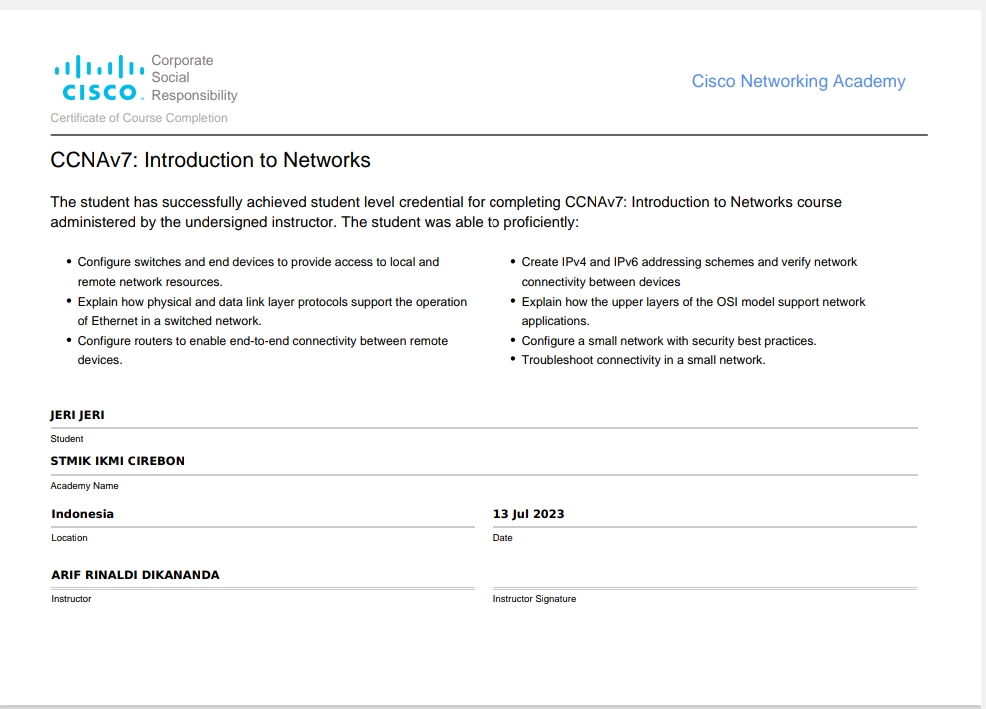 Corporate
Social
Responsibility
CISCO™
Cisco Networking Academy
Certificate of Course Completion
CCNAv7: Introduction to Networks
The student has successfully achieved student level credential for completing CCNAv7: Introduction to Networks course
administered by the undersigned instructor. The student was able to proficiently:
• Configure switches and end devices to provide access to local and
remote network resources.
• Explain how physical and data link layer protocols support the operation
of Ethernet in a switched network.
• Configure routers to enable end-to-end connectivity between remote
devices.
• Create IPv4 and IPv6 addressing schemes and verify network
connectivity between devices
• Explain how the upper layers of the OSI model support network
applications.
• Configure a small network with security best practices.
• Troubleshoot connectivity in a small network.
JERI JERI
Student
STMIK IKMI CIREBON
Academy Name
Indonesia
Location
13 Jul 2023
Date
ARIF RINALDI DIKANANDA
Instructor
Instructor Signature